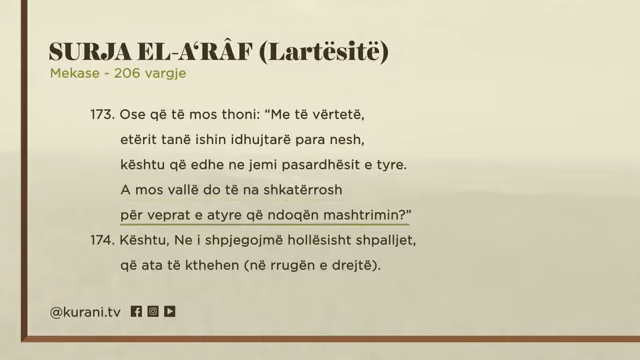 SURJA EL-A‘RÂF (Lartësitë)
Mekase - 206 vargje
173. Ose që të mos thoni: “Me të vërtetë,
etërit tanë ishin idhujtarë para nesh,
kështu që edhe ne jemi pasardhësit e tyre.
A mos vallë do të na shkatërrosh
për veprat e atyre që ndoqën mashtrimin?”
174. Kështu, Ne i shpjegojmë hollësisht shpalljet,
që ata të kthehen (në rrugën e drejtë).
@kurani.tv